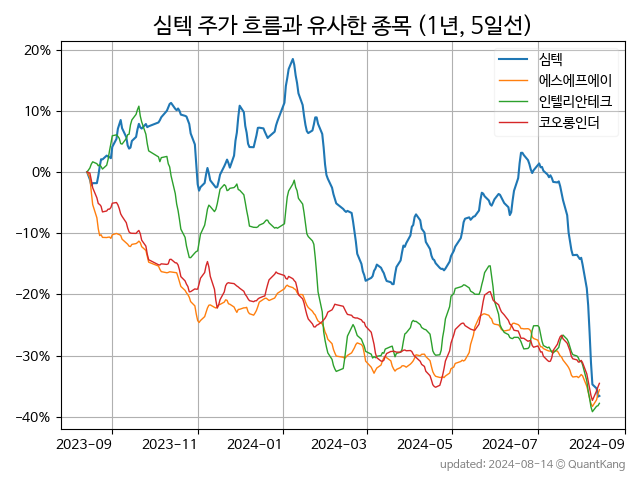 심텍 주가 흐름과 유사한 종목 (1년, 5일선)
심텍
에스에프에이
인텔리안테크
코오롱인더
20%
10%
0%
−10%
−20%
−30%
−40%
2023-09 2023-11 2024-01 2024-03 2024-05 2024-07 2024-09
updated: 2024-08-14 © QuantKang